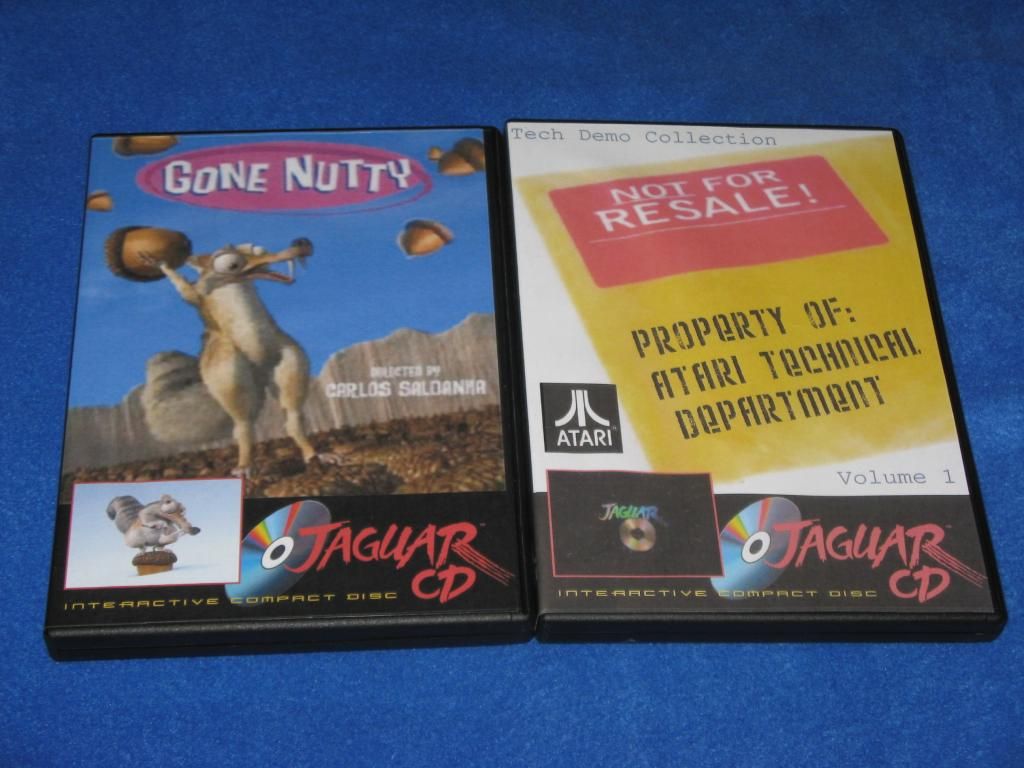 GONE NUTTY
DIRECTED BY
CARLOS SALDANHA
JAGUAR
CD
INTERACTIVE COMPACT DISC
Tech Demo Collection
NOT FOR
RESALE!
PROPERTY OF:
ATARI TECHNICAL
DEPARTMENT
ATARI
Volume 1
JAGUAR
JAGUAR
CD
INTERACTIVE COMPACT DISC